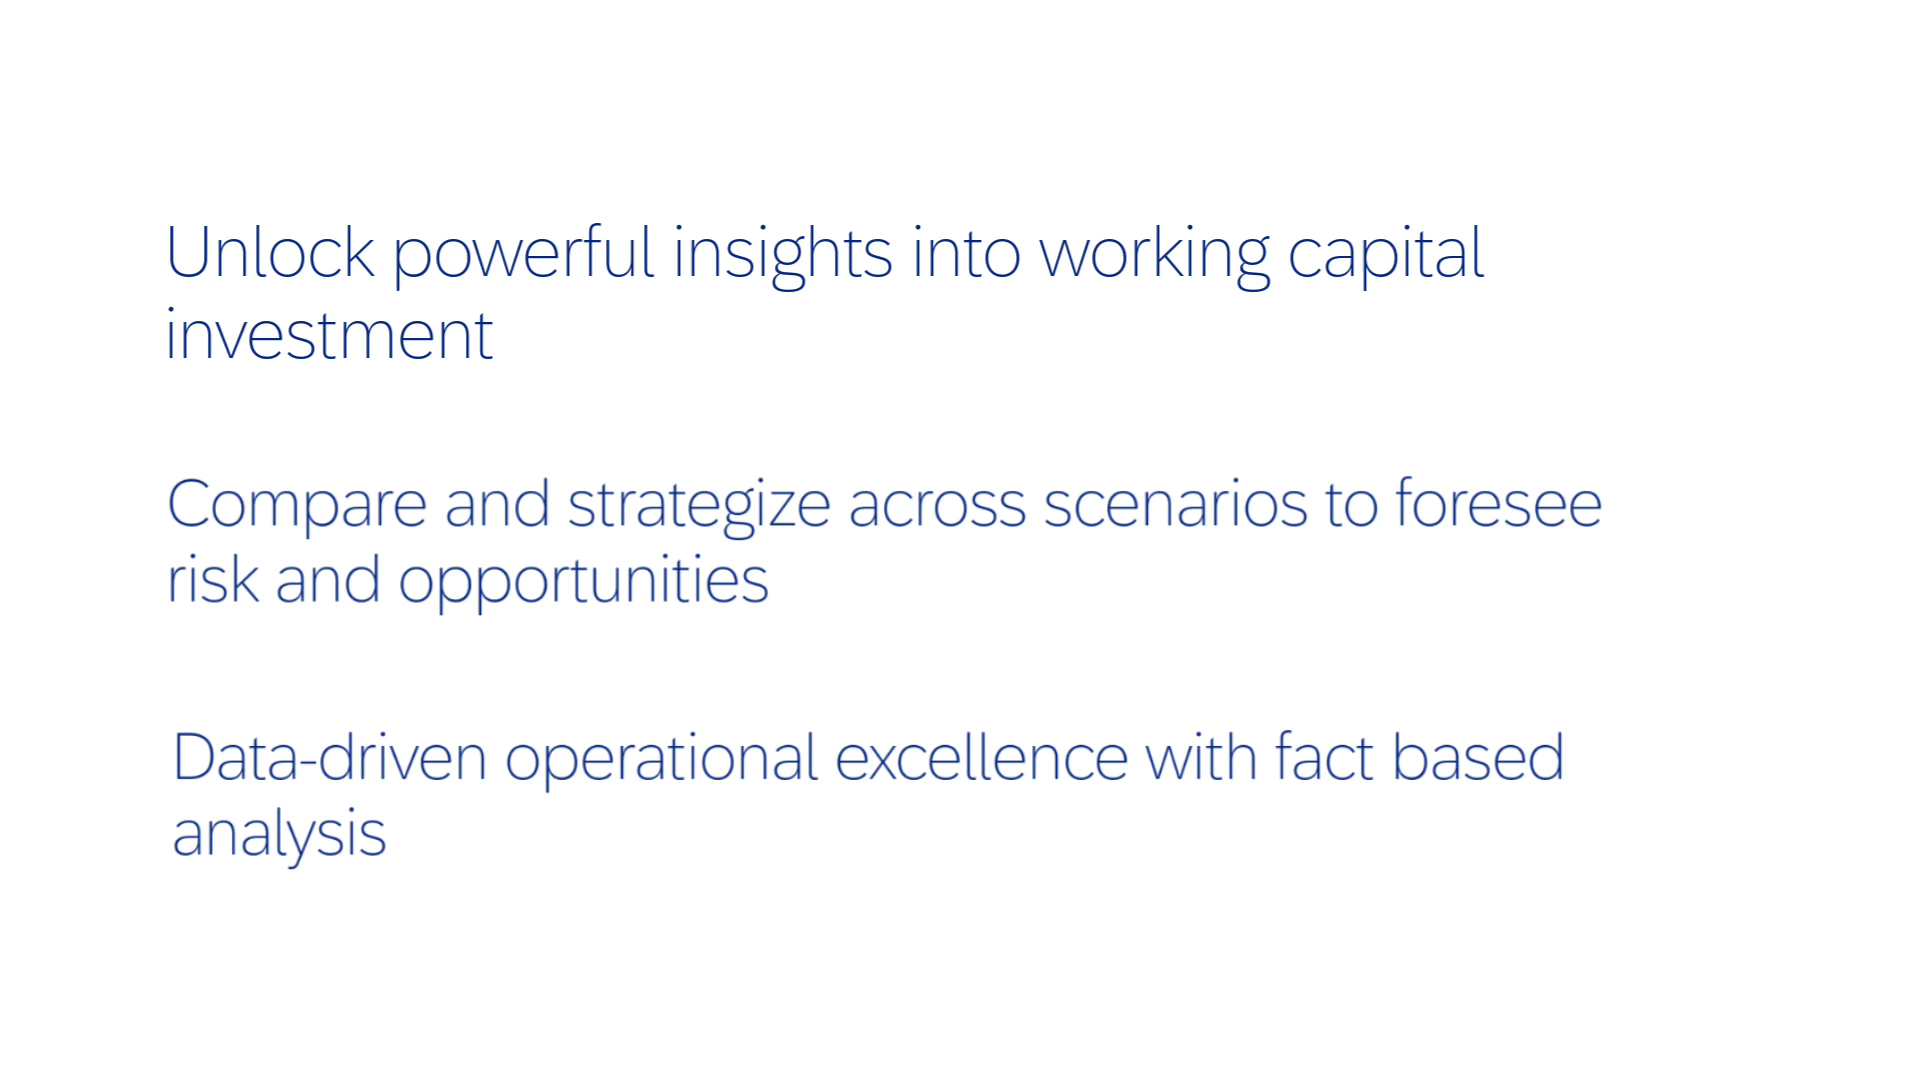 Unlock powerful insights into working capital
investment
Compare and strategize across scenarios to foresee
risk and opportunities
Data-driven operational excellence with fact based
analysis